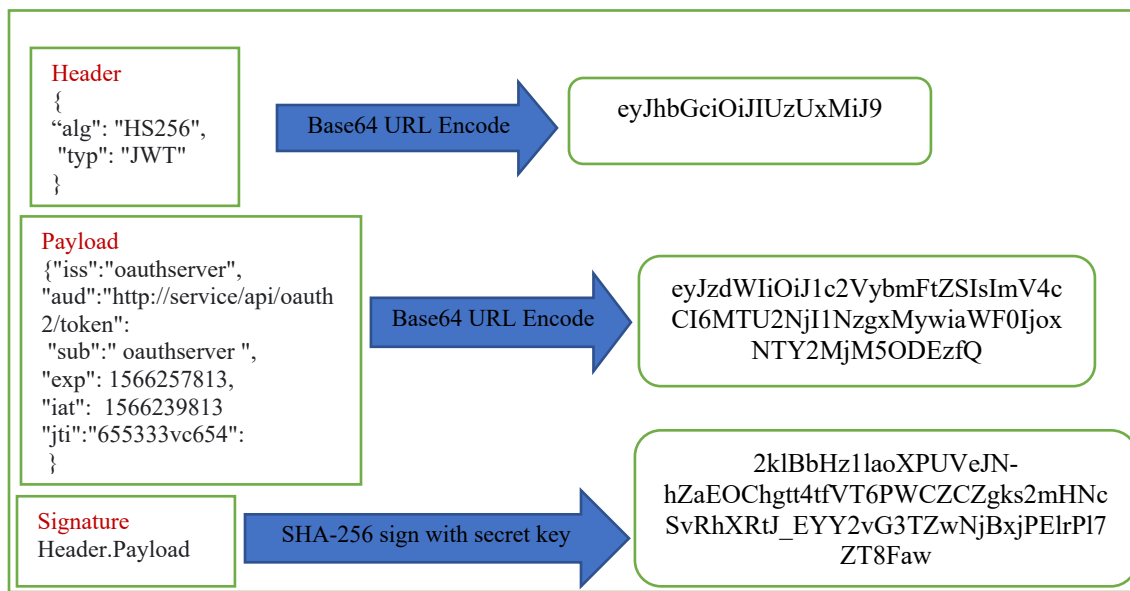 Header
{
“alg": "HS256",
"typ": "JWT"
}
Base64 URL Encode
eyJhbGciOiJIUzUxMiJ9
Payload
{"iss":"oauthserver",
"aud":"http://service/api/oauth
2/token":
"sub":" oauthserver ",
"exp": 1566257813,
"iat": 1566239813
"jti":"655333vc654":
}
Base64 URL Encode
eyJzdWIiOiJ1c2VybmFtZSIsImV4c
CI6MTU2NjI1NzgxMywiaWF0Ijox
NTY2MjM5ODEzfQ
Signature
Header.Payload
SHA-256 sign with secret key
2klBbHz1laoXPUVeJN-
hZaEOChgtt4tfVT6PWCZCZgks2mHNc
SvRhXRtJ_EYY2vG3TZwNjBxjPElrPl7
ZT8Faw